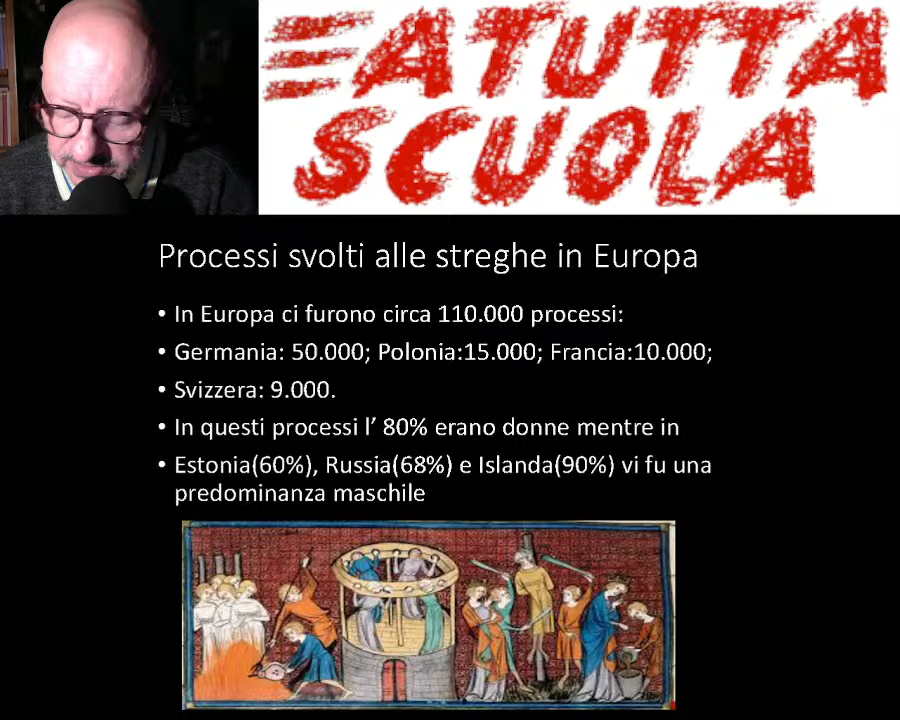 EATUTTA
SCUOLA
Processi svolti alle streghe in Europa
• In Europa ci furono circa 110.000 processi:
• Germania: 50.000; Polonia:15.000; Francia:10.000;
• Svizzera: 9.000.
• In questi processi l’ 80% erano donne mentre in
• Estonia(60%), Russia(68%) e Islanda(90%) vi fu una
predominanza maschile